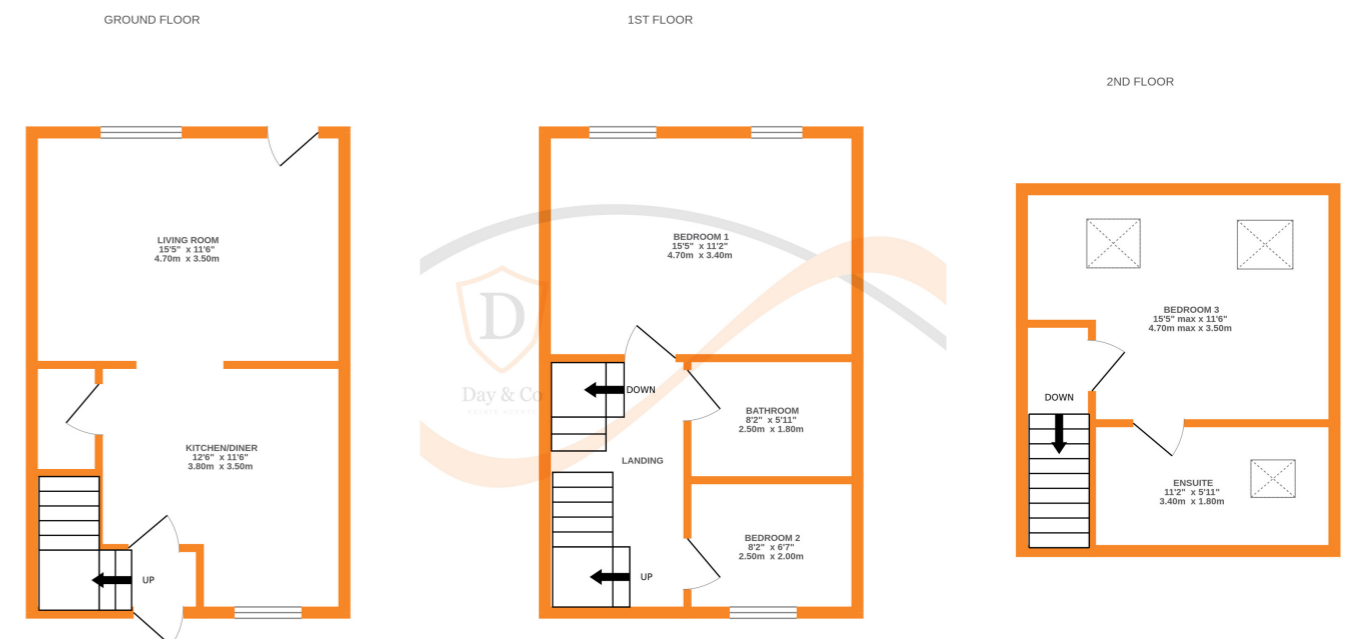 GROUND FLOOR
1ST FLOOR
2ND FLOOR
LIVING ROOM
15'5" x 11'6"
4.70m x 3.50m
KITCHEN/DINER
12'6" x 11'6"
3.80m x 3.50m
UP
BEDROOM 1
15'5" x 11'2"
4.70m x 3.40m
DOWN
BATHROOM
8'2" x 5'11"
2.50m x 1.80m
LANDING
BEDROOM 2
8'2" x 6'7"
2.50m x 2.00m
UP
D
Day & Co
BEDROOM 3
15'5" max x 11'6"
4.70m max x 3.50m
DOWN
ENSUITE
11'2" x 5'11"
3.40m x 1.80m